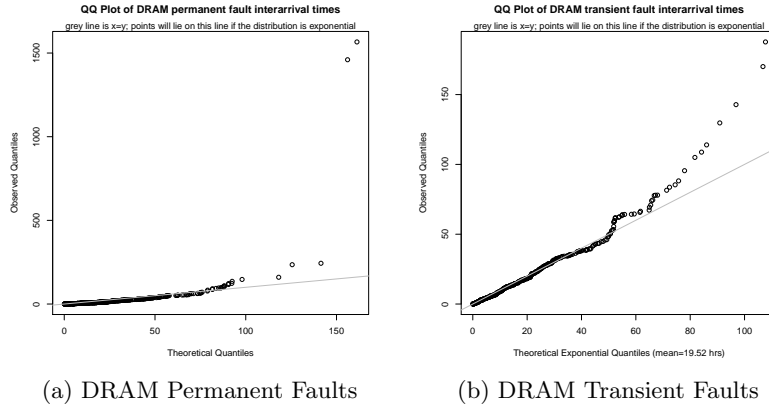 QQ Plot of DRAM permanent fault interarrival times
grey line is x=y; points will lie on this line if the distribution is exponential
1500
1000
500
0
Observed Quantiles
0 50 100 150
Theoretical Quantiles
(a) DRAM Permanent Faults
QQ Plot of DRAM transient fault interarrival times
grey line is x=y; points will lie on this line if the distribution is exponential
150
100
50
0
Observed Quantiles
0 20 40 60 80 100
Theoretical Exponential Quantiles (mean=19.52 hrs)
(b) DRAM Transient Faults